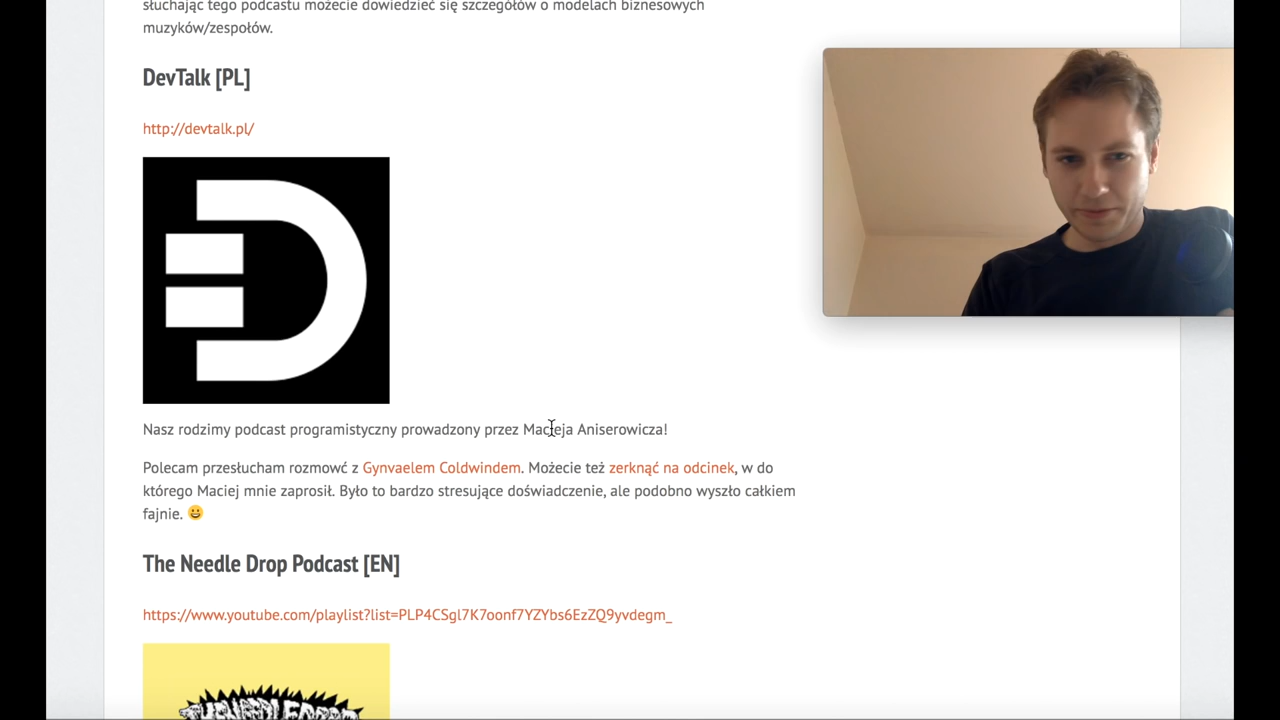 słuchając tego podcastu możecie dowiedzieć się szczegółów o modelach biznesowych
muzyków/zespołów.
DevTalk [PL]
http://devtalk.pl/
Nasz rodzimy podcast programistyczny prowadzony przez Macieja Aniserowicza!
Polecam przesłucham rozmowć z Gynvaelem Coldwindem. Możecie też zerknąć na odcinek, w do
którego Maciej mnie zaprosił. Było to bardzo stresujące doświadczenie, ale podobno wyszło całkiem
fajnie. 😀
The Needle Drop Podcast [EN]
https://www.youtube.com/playlist?list=PLP4CSgl7K7oonf7YZYbs6EzZQ9yvdegm_